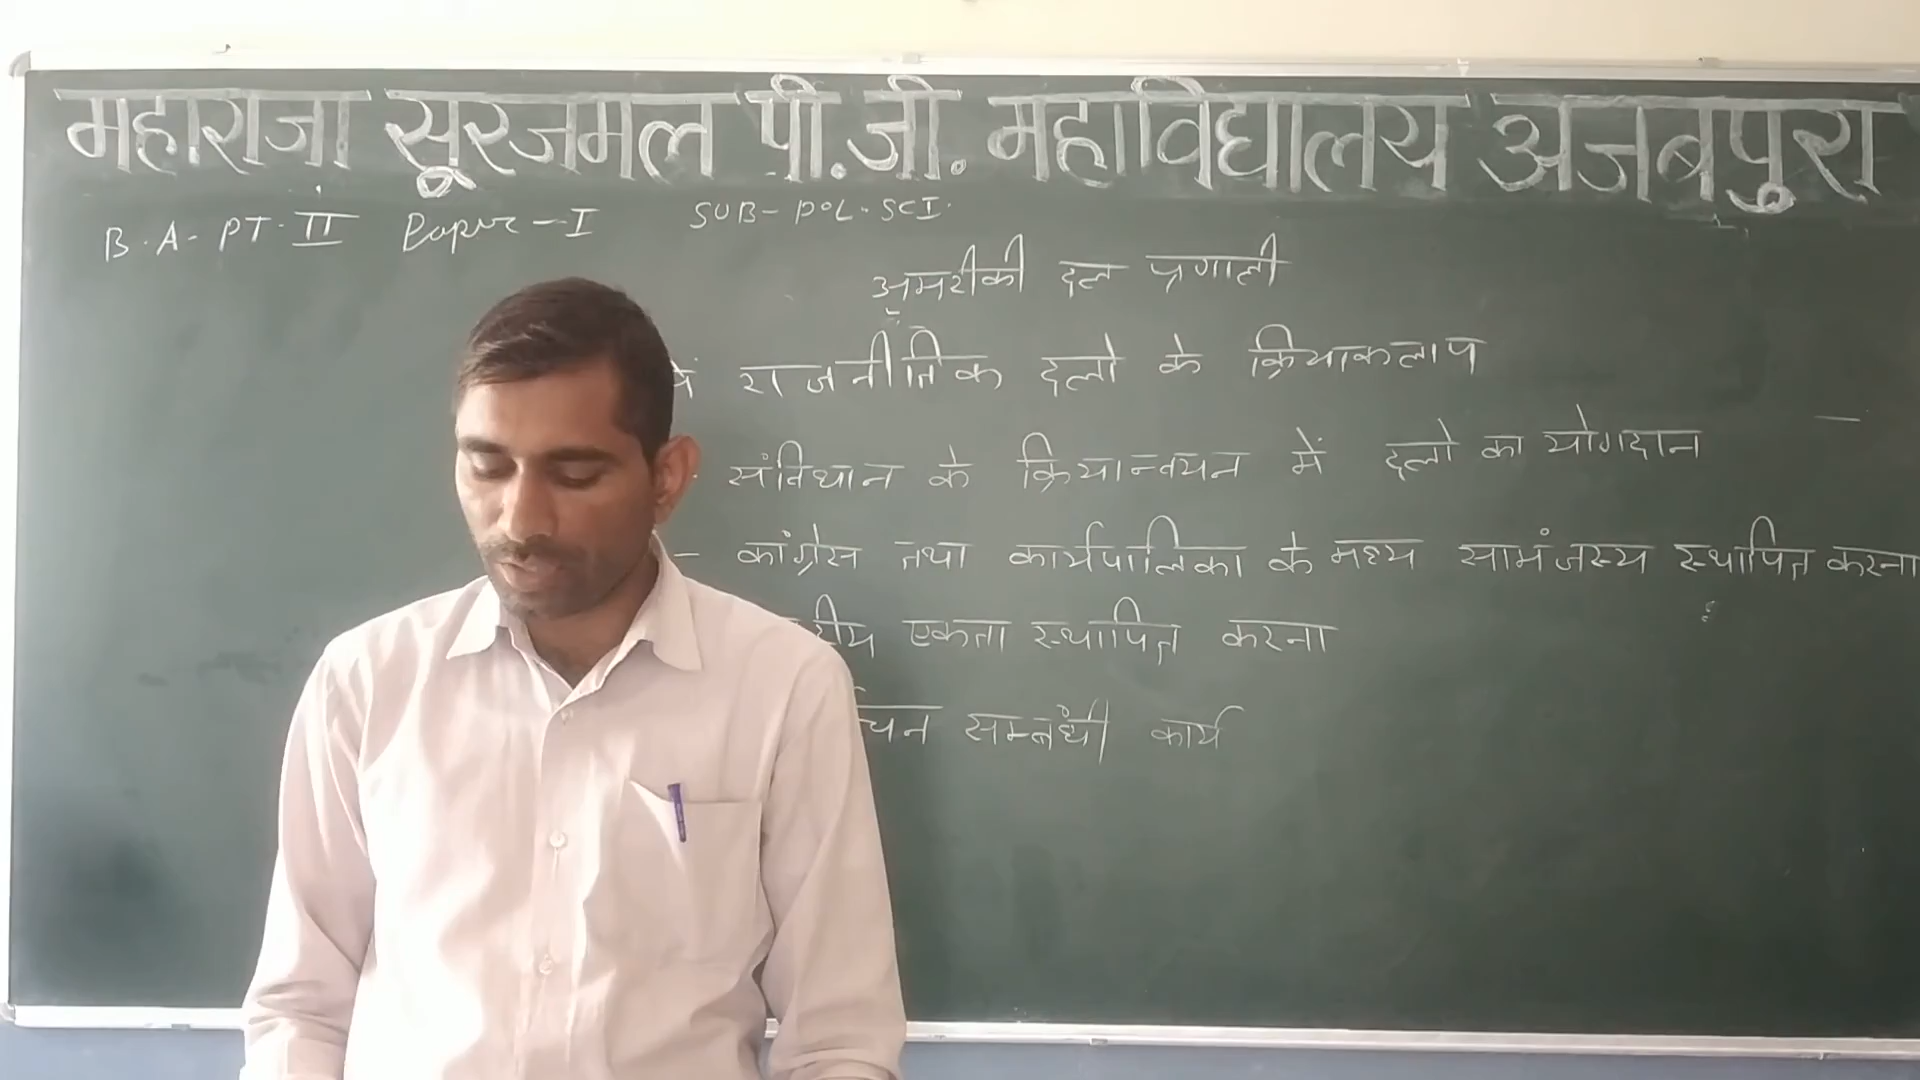 महाराजा सूरजमल पी.जी. महाविद्यालय अजबपुरा
B.A- PT-II Paper-I SUB-POL.SCI.
अमरीकी दल प्रणाली
राजनीतिक दलो के क्रियाकलाप
संविधान के क्रियान्वयन में दलो का योगदान
- कांग्रेस तथा कार्यपालिका के मध्य सामंजस्य स्थापित करना
एकता स्थापित करना
सम्बंधी कार्य